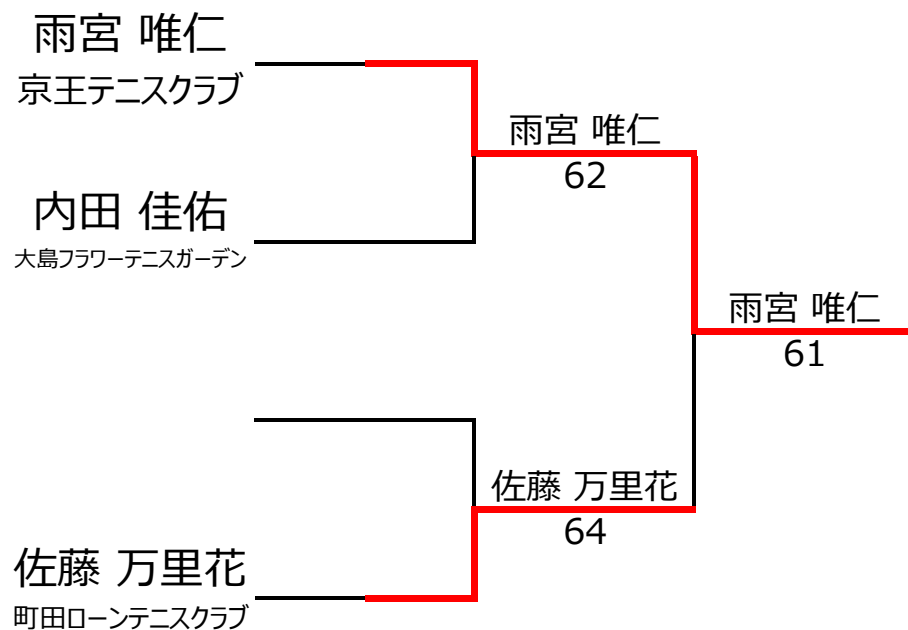 雨宮 唯仁
京王テニスクラブ
雨宮 唯仁
62
内田 佳佑
大島フラワーテニスガーデン
雨宮 唯仁
61
佐藤 万里花
64
佐藤 万里花
町田ローンテニスクラブ